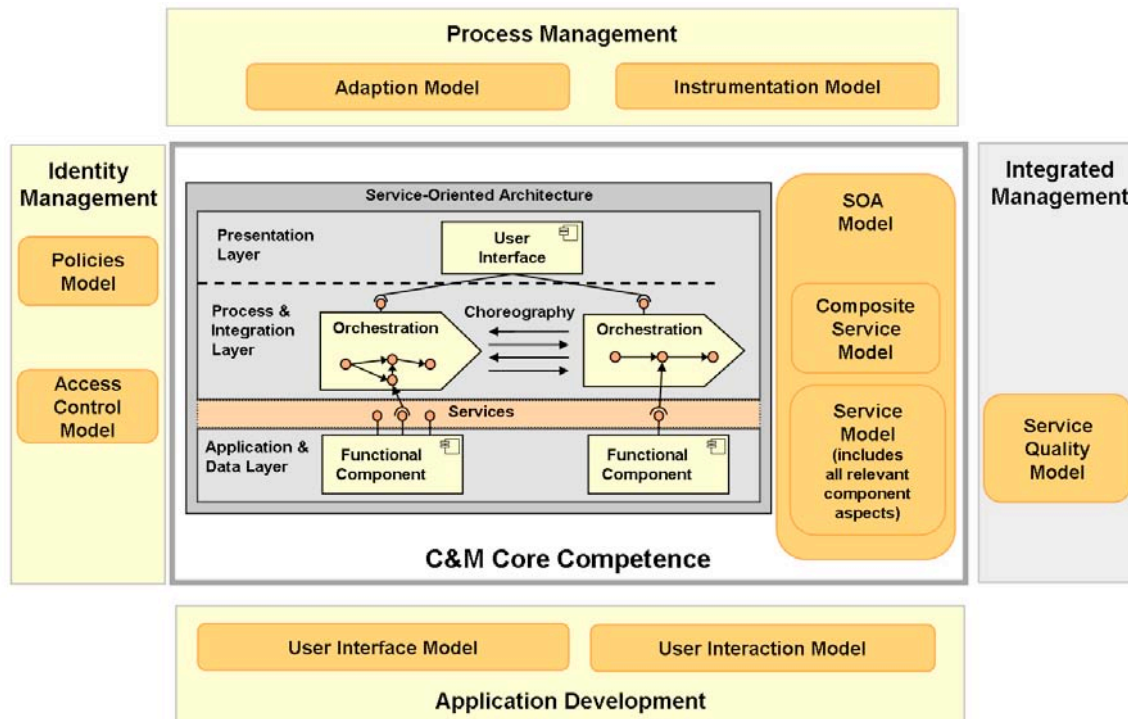 Process Management
Adaption Model
Instrumentation Model
Identity
Management
Policies
Model
Access
Control
Model
Service-Oriented Architecture
Presentation
Layer
User
Interface
Process &
Integration
Layer
Orchestration
Choreography
Orchestration
Services
Application &
Data Layer
Functional
Component
Functional
Component
SOA
Model
Composite
Service
Model
Service
Model
(includes
all relevant
component
aspects)
C&M Core Competence
Integrated
Management
Service
Quality
Model
User Interface Model
User Interaction Model
Application Development